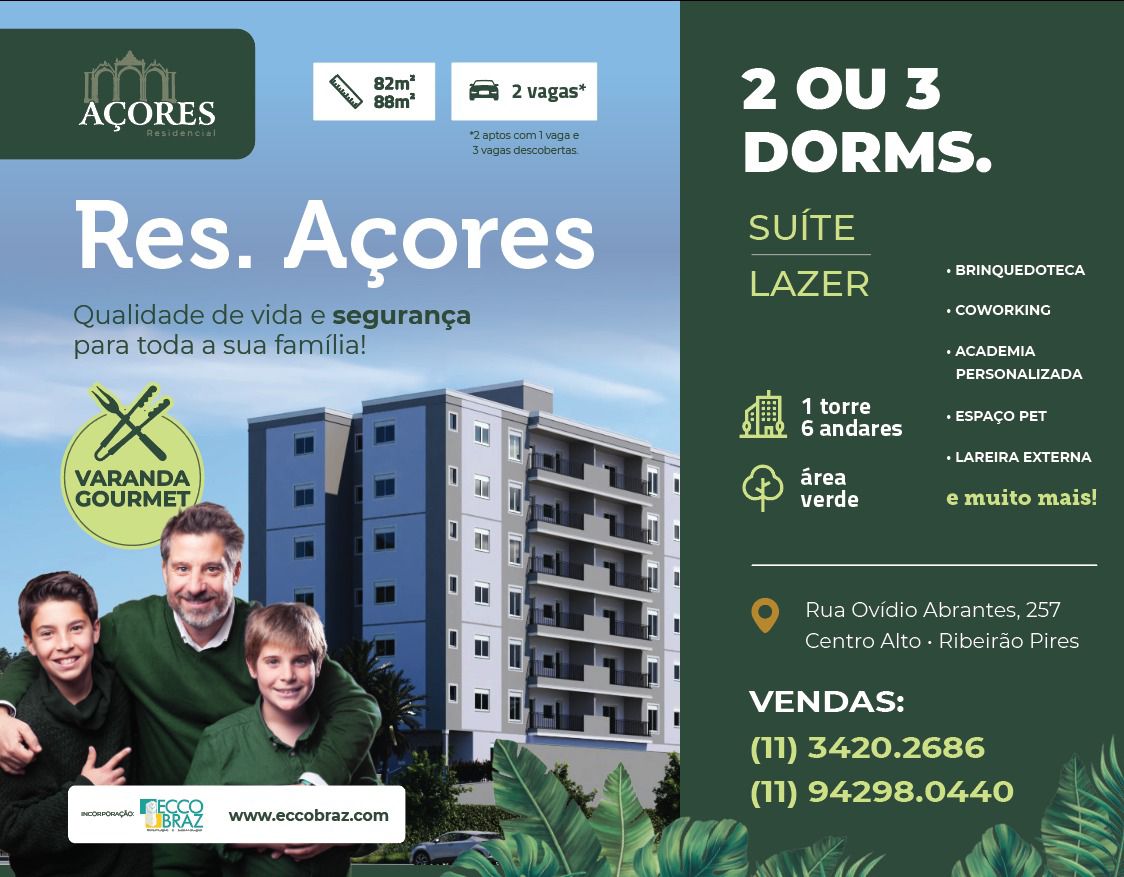 AÇORES
Residencial
82m²
88m²
2 vagas*
*2 aptos com 1 vaga e
3 vagas descobertas.
Res. Açores
Qualidade de vida e segurança
para toda a sua família!
VARANDA
GOURMET
INCORPORAÇÃO:
ECCO
BRAZ
www.eccobraz.com
2 OU 3
DORMS.
SUÍTE
LAZER
• BRINQUEDOTECA
• COWORKING
• ACADEMIA
PERSONALIZADA
• ESPAÇO PET
• LAREIRA EXTERNA
e muito mais!
1 torre
6 andares
área
verde
Rua Ovídio Abrantes, 257
Centro Alto • Ribeirão Pires
VENDAS:
(11) 3420.2686
(11) 94298.0440